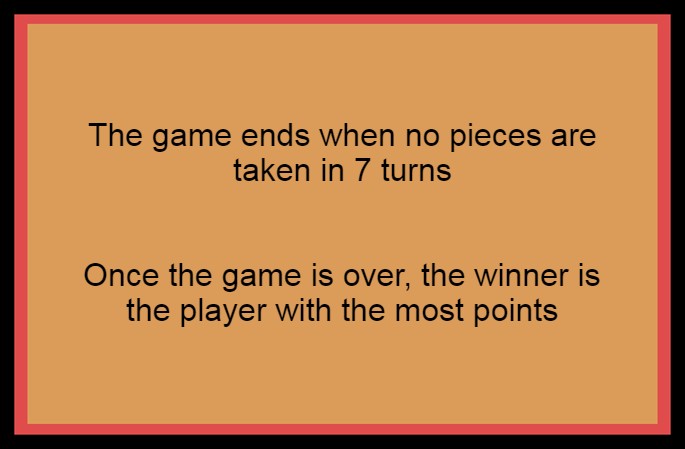 The game ends when no pieces are
taken in 7 turns
Once the game is over, the winner is
the player with the most points